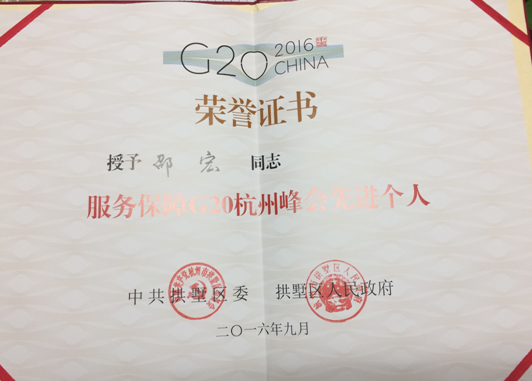 G20 2016
CHINA
荣誉证书
授予 邵宏 同志
服务保障G20杭州峰会先进个人
中共拱墅区委 拱墅区人民政府
二〇一六年九月